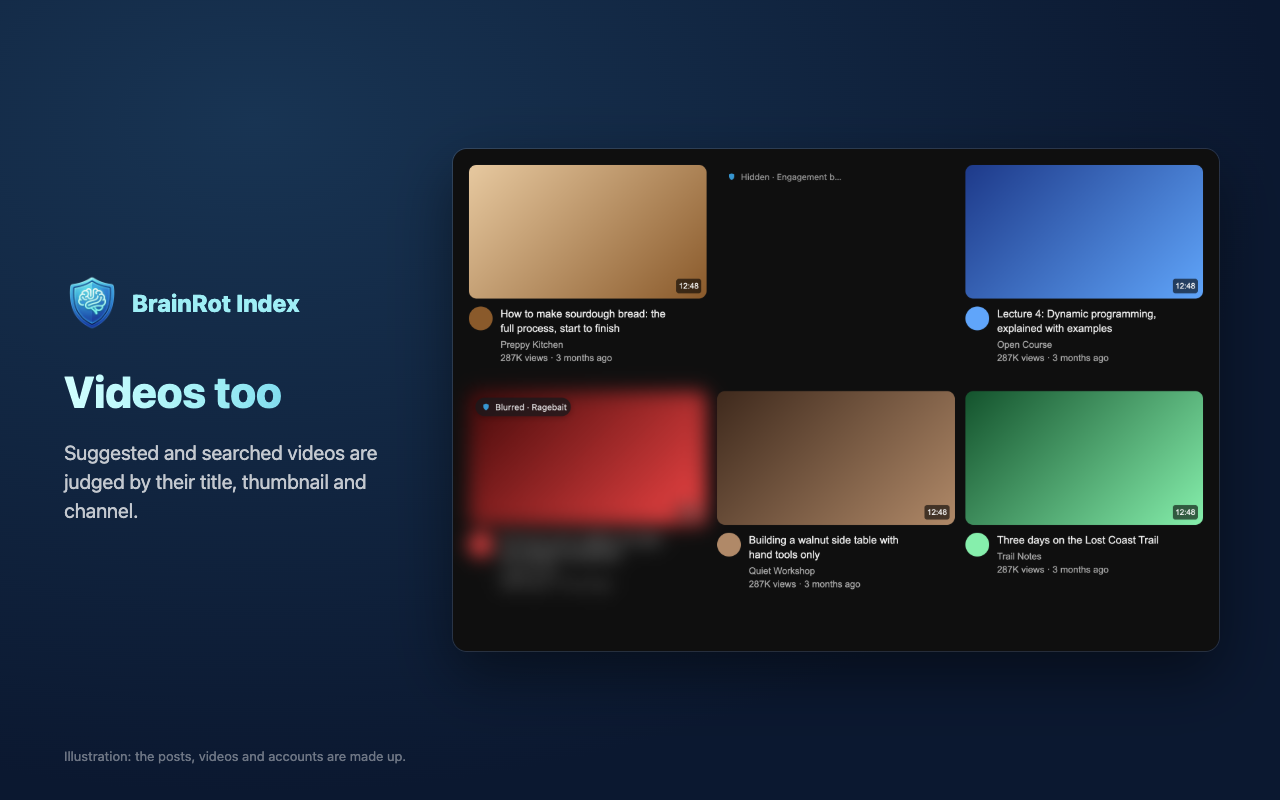 BrainRot Index
Videos too
Suggested and searched videos are
judged by their title, thumbnail and
channel.
12:48
How to make sourdough bread: the
full process, start to finish
Preppy Kitchen
287K views · 3 months ago
Hidden · Engagement b...
12:48
Lecture 4: Dynamic programming,
explained with examples
Open Course
287K views · 3 months ago
Blurred · Ragebait
12:48
Building a walnut side table with
hand tools only
Quiet Workshop
287K views · 3 months ago
12:48
Three days on the Lost Coast Trail
Trail Notes
287K views · 3 months ago
Illustration: the posts, videos and accounts are made up.